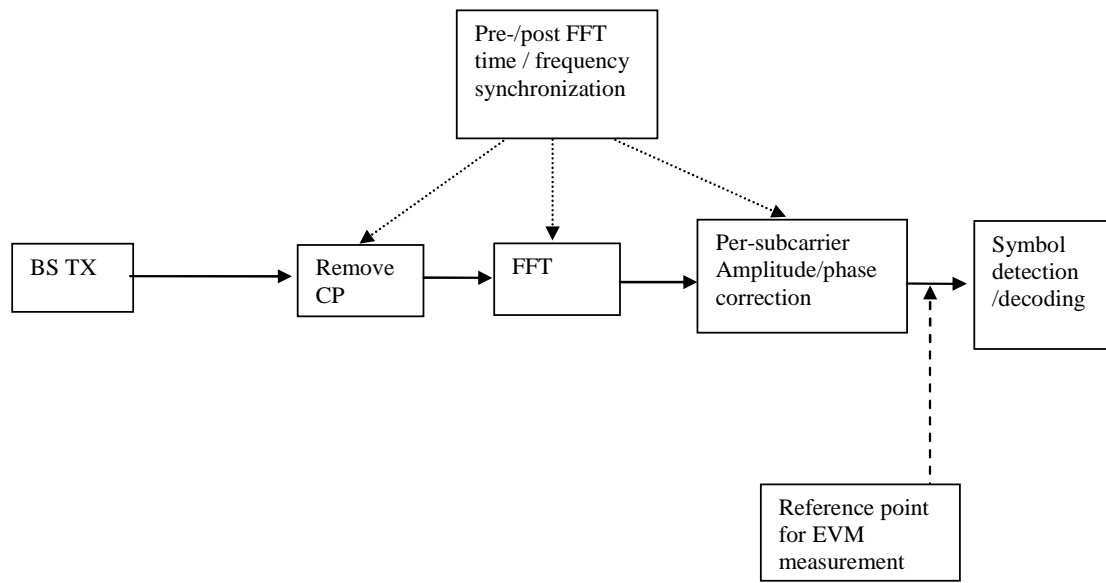 Pre-/post FFT
time / frequency
synchronization
BS TX
Remove
CP
FFT
Per-subcarrier
Amplitude/phase
correction
Symbol
detection
/decoding
Reference point
for EVM
measurement